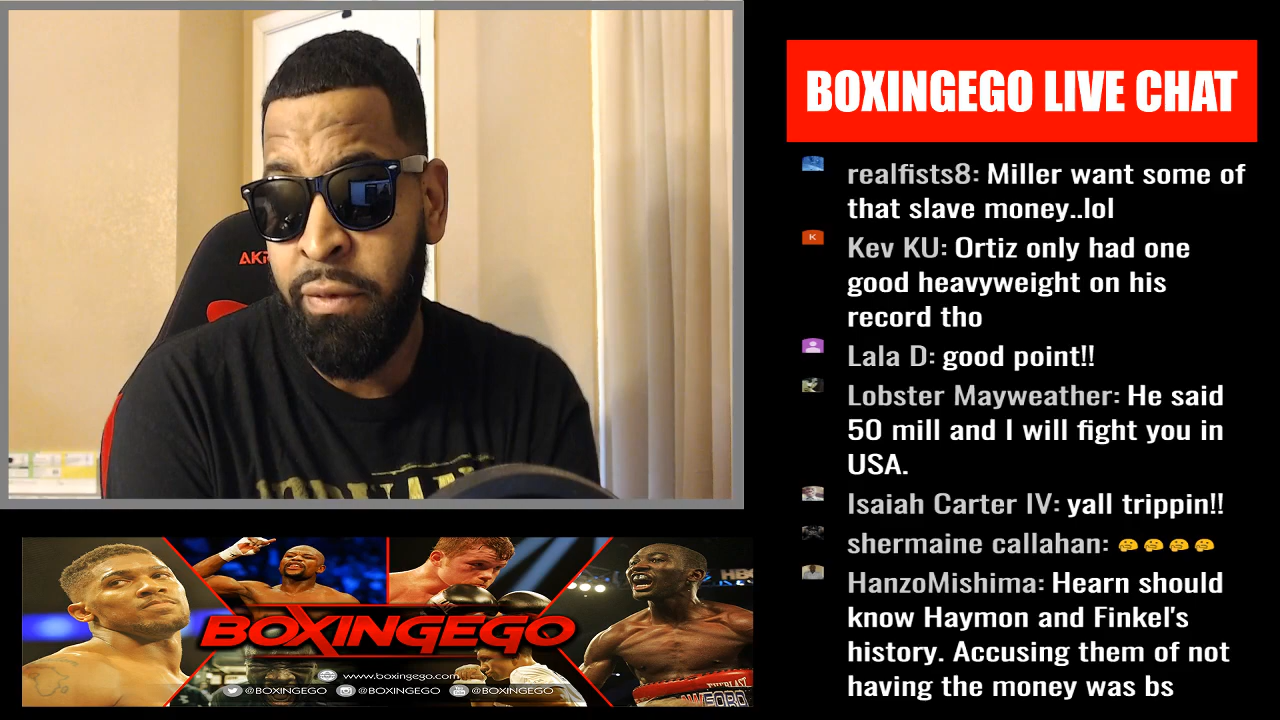 BOXINGEGO LIVE CHAT
realfists8: Miller want some of
that slave money..lol
K
Kev KU: Ortiz only had one
good heavyweight on his
record tho
Lala D: good point!!
Lobster Mayweather: He said
50 mill and I will fight you in
USA.
Isaiah Carter IV: yall trippin!!
shermaine callahan: 🤔🤔🤔🤔
HanzoMishima: Hearn should
know Haymon and Finkel's
history. Accusing them of not
having the money was bs
HBO
BOXINGEGO
www.boxingego.com
@BOXINGEGO @BOXINGEGO @BOXINGEGO
EVERLAST